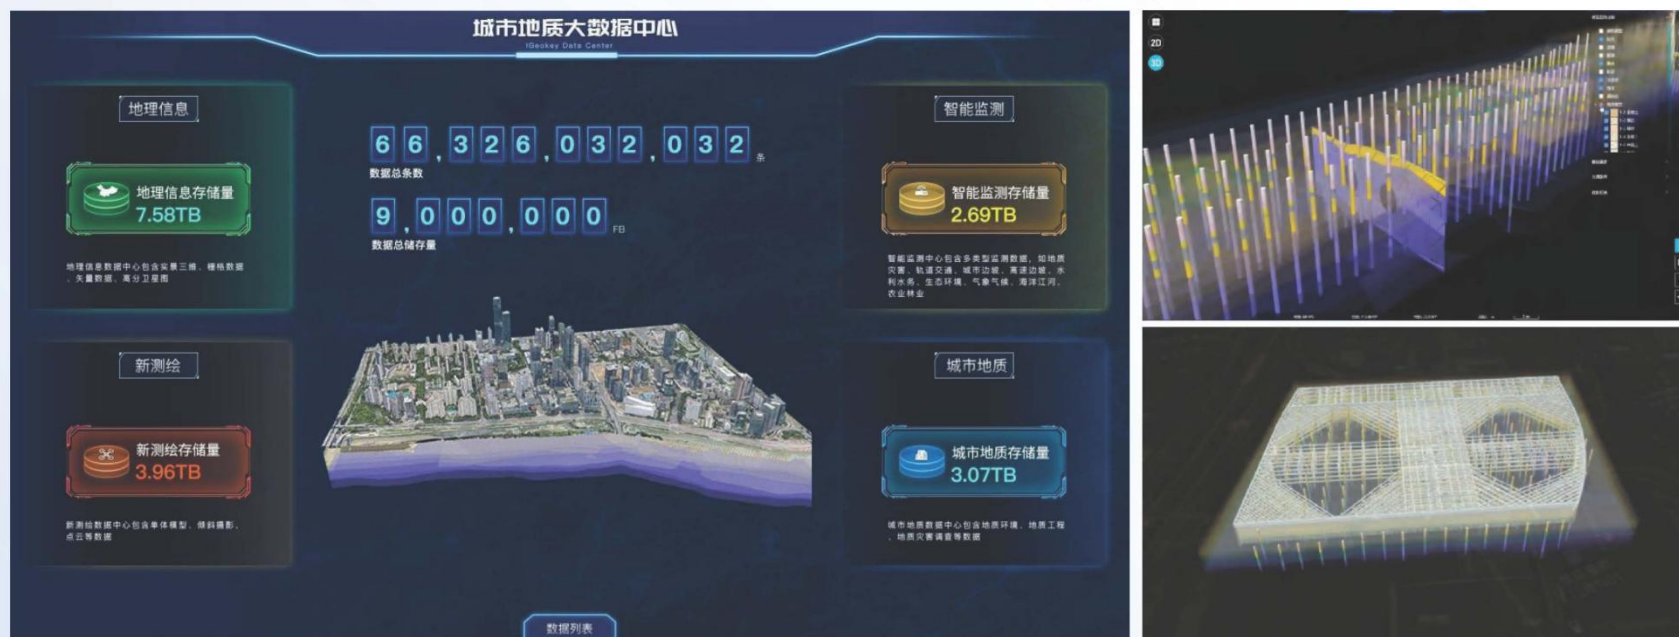 城市地质大数据中心
IGeokey Data Center
地理信息
地理信息存储量
7.58TB
地理信息数据中心包含实景三维、栅格数据
、矢量数据、高分卫星图
新测绘
新测绘存储量
3.96TB
新测绘数据中心包含单体模型、倾斜摄影、
点云等数据
66,326,032,032 条
数据总条数
9,000,000 FB
数据总储存量
数据列表
智能监测
智能监测存储量
2.69TB
智能监测中心包含多类型监测数据，如地质
灾害、轨道交通、城市边坡、高速边坡、水
利水务、生态环境、气象气候、海洋江河、
农业林业
城市地质
城市地质存储量
3.07TB
城市地质数据中心包含地质环境、地质工程
、地质灾害调查等数据
2D
3D